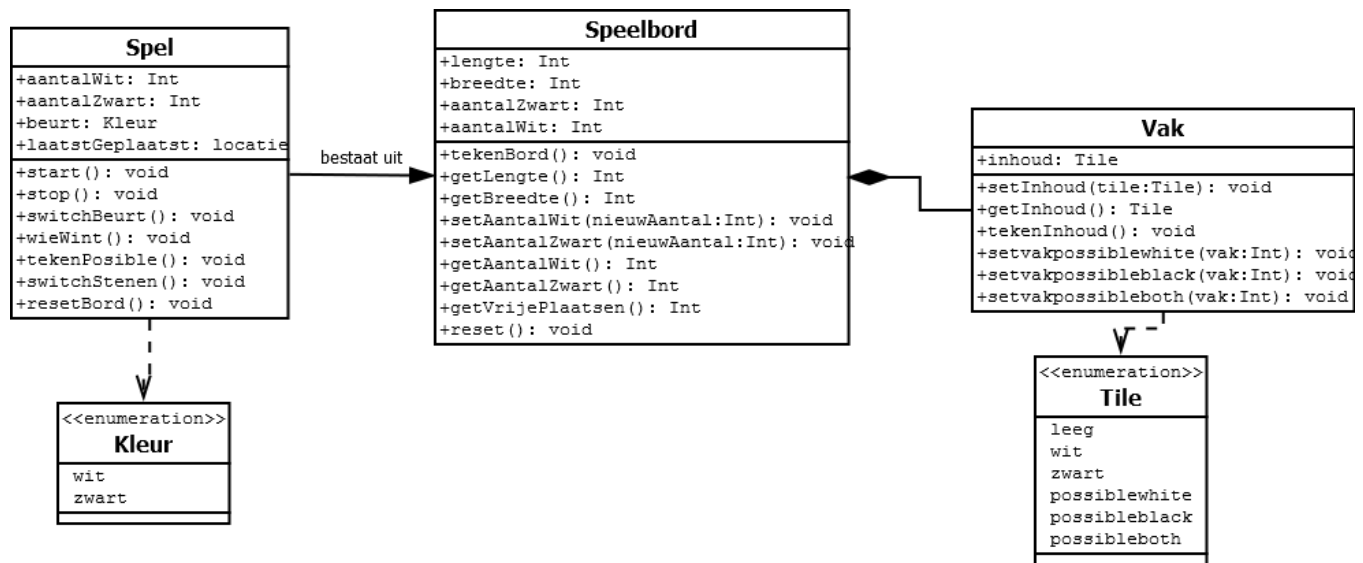 Spel
+aantalWit: Int
+aantalZwart: Int
+beurt: Kleur
+laatstGeplaatst: locatie
+start(): void
+stop(): void
+switchBeurt(): void
+wieWint(): void
+tekenPosible(): void
+switchStenen(): void
+resetBord(): void
bestaat uit
Speelbord
+lengte: Int
+breedte: Int
+aantalZwart: Int
+aantalWit: Int
+tekenBord(): void
+getLengte(): Int
+getBreedte(): Int
+setAantalWit(nieuwAantal:Int): void
+setAantalZwart(nieuwAantal:Int): void
+getAantalWit(): Int
+getAantalZwart(): Int
+getVrijePlaatsen(): Int
+reset(): void
Vak
+inhoud: Tile
+setInhoud(tile:Tile): void
+getInhoud(): Tile
+tekenInhoud(): void
+setvakpossiblewhite(vak:Int): void
+setvakpossibleblack(vak:Int): void
+setvakpossibleboth(vak:Int): void
<<enumeration>>
Kleur
wit
zwart
<<enumeration>>
Tile
leeg
wit
zwart
possiblewhite
possibleblack
possibleboth